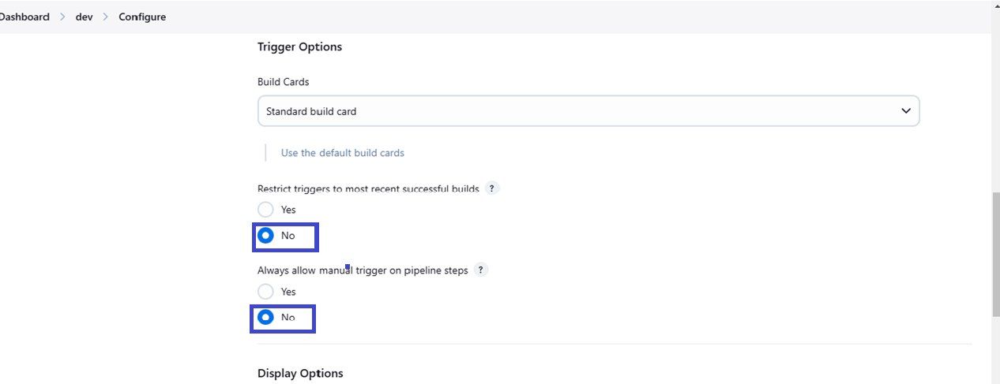 Dashboard > dev > Configure
Trigger Options
Build Cards
Standard build card
Use the default build cards
Restrict triggers to most recent successful builds ?
Yes
No
Always allow manual trigger on pipeline steps ?
Yes
No
Display Options